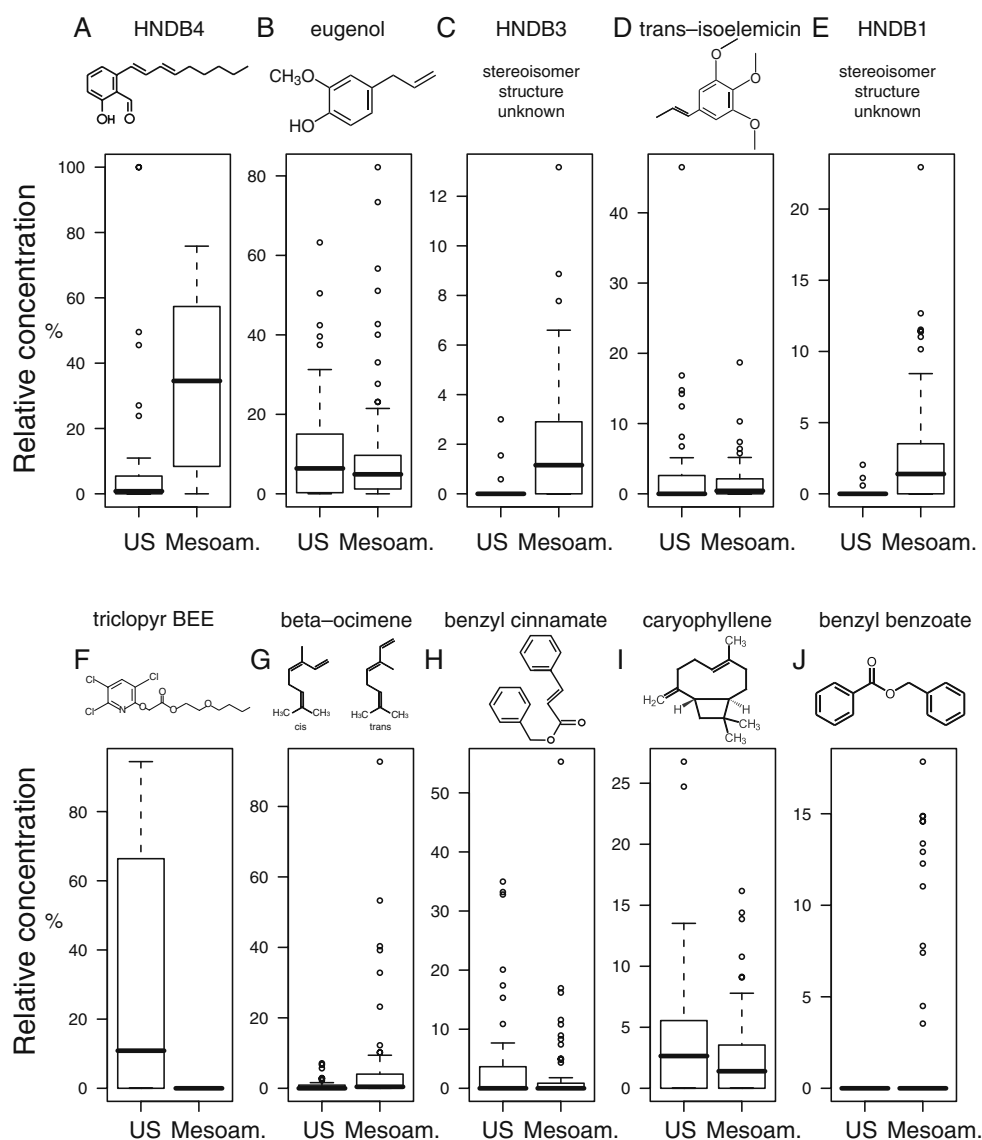 A HNDB4
B eugenol
C HNDB3
D trans–isoelemicin
E HNDB1
OH O
CH₃O
HO
stereoisomer
structure
unknown
O
O
O
stereoisomer
structure
unknown
Relative concentration
%
100
80
60
40
20
0
80
60
40
20
0
12
10
8
6
4
2
0
40
30
20
10
0
20
15
10
5
0
US Mesoam.
US Mesoam.
US Mesoam.
US Mesoam.
US Mesoam.
triclopyr BEE
beta–ocimene
benzyl cinnamate
caryophyllene
benzyl benzoate
F
G
H
I
J
Cl Cl
Cl N O O O O
H₃C CH₃
cis
H₃C CH₃
trans
O
O
CH₃
H₂C
H H
CH₃
CH₃
O
O
Relative concentration
%
80
60
40
20
0
80
60
40
20
0
50
40
30
20
10
0
25
20
15
10
5
0
15
10
5
0
US Mesoam.
US Mesoam.
US Mesoam.
US Mesoam.
US Mesoam.